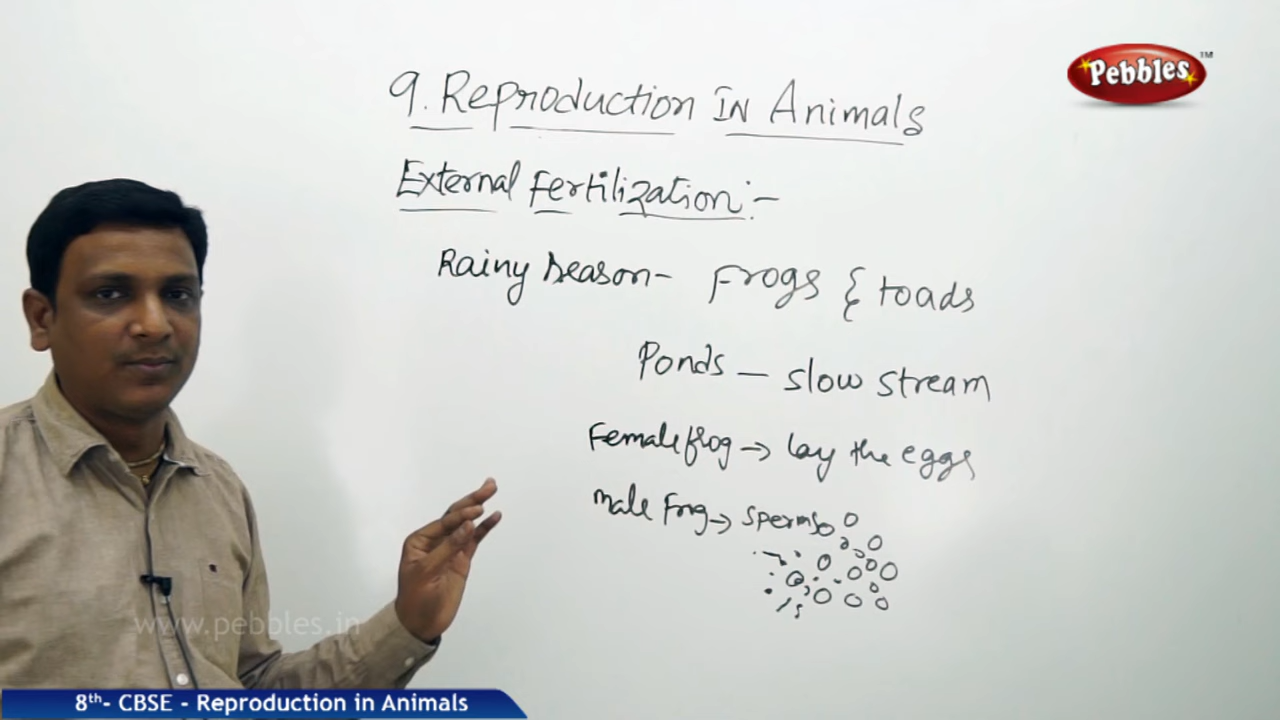 Pebbles™
9. Reproduction IN Animals
External Fertilization:-
Rainy Season- Frogs & toads
Ponds — slow stream
Female frog → lay the eggs
Male Frog → Sperms
www.pebbles.in
8th- CBSE - Reproduction in Animals